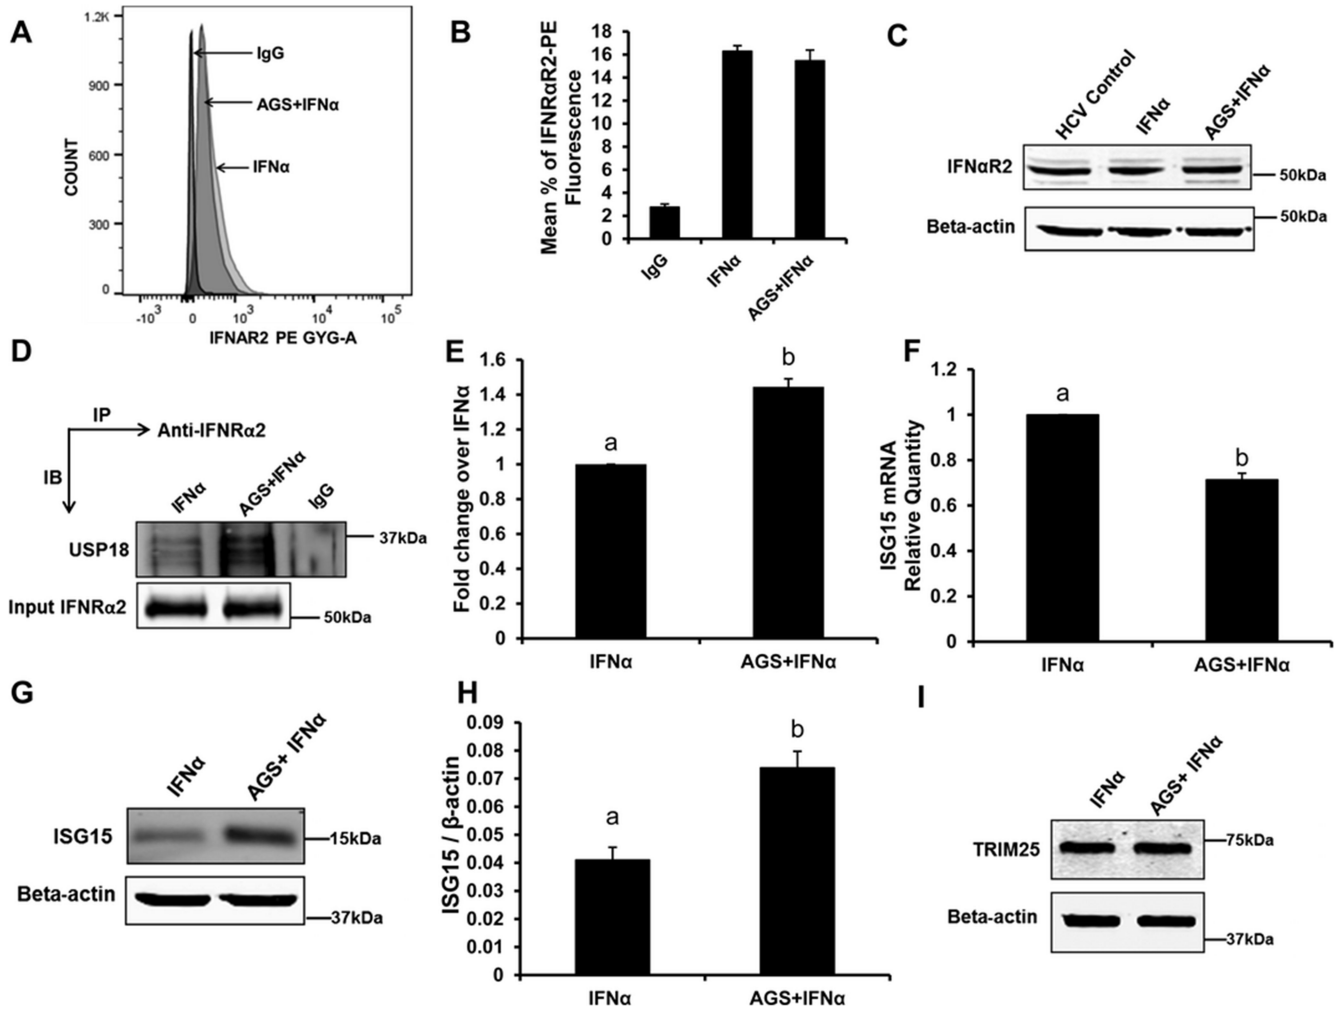 A
1.2K
900
600
300
0
COUNT
IgG
AGS+IFNα
IFNα
-10³ 0 10³ 10⁴ 10⁵
IFNAR2 PE GYG-A
B
Mean % of IFNRαR2-PE
Fluorescence
18
16
14
12
10
8
6
4
2
0
IgG IFNα AGS+IFNα
C
HCV Control IFNα AGS+IFNα
IFNαR2
50kDa
Beta-actin
50kDa
D
IP
Anti-IFNRα2
IB
IFNα AGS+IFNα IgG
USP18
37kDa
Input IFNRα2
50kDa
E
Fold change over IFNα
1.6
1.4
1.2
1
0.8
0.6
0.4
0.2
0
a b
IFNα AGS+IFNα
F
ISG15 mRNA
Relative Quantity
1.2
1
0.8
0.6
0.4
0.2
0
a b
IFNα AGS+IFNα
G
IFNα AGS+ IFNα
ISG15
15kDa
Beta-actin
37kDa
H
ISG15 / β-actin
0.09
0.08
0.07
0.06
0.05
0.04
0.03
0.02
0.01
0
a b
IFNα AGS+IFNα
I
IFNα AGS+ IFNα
TRIM25
75kDa
Beta-actin
37kDa